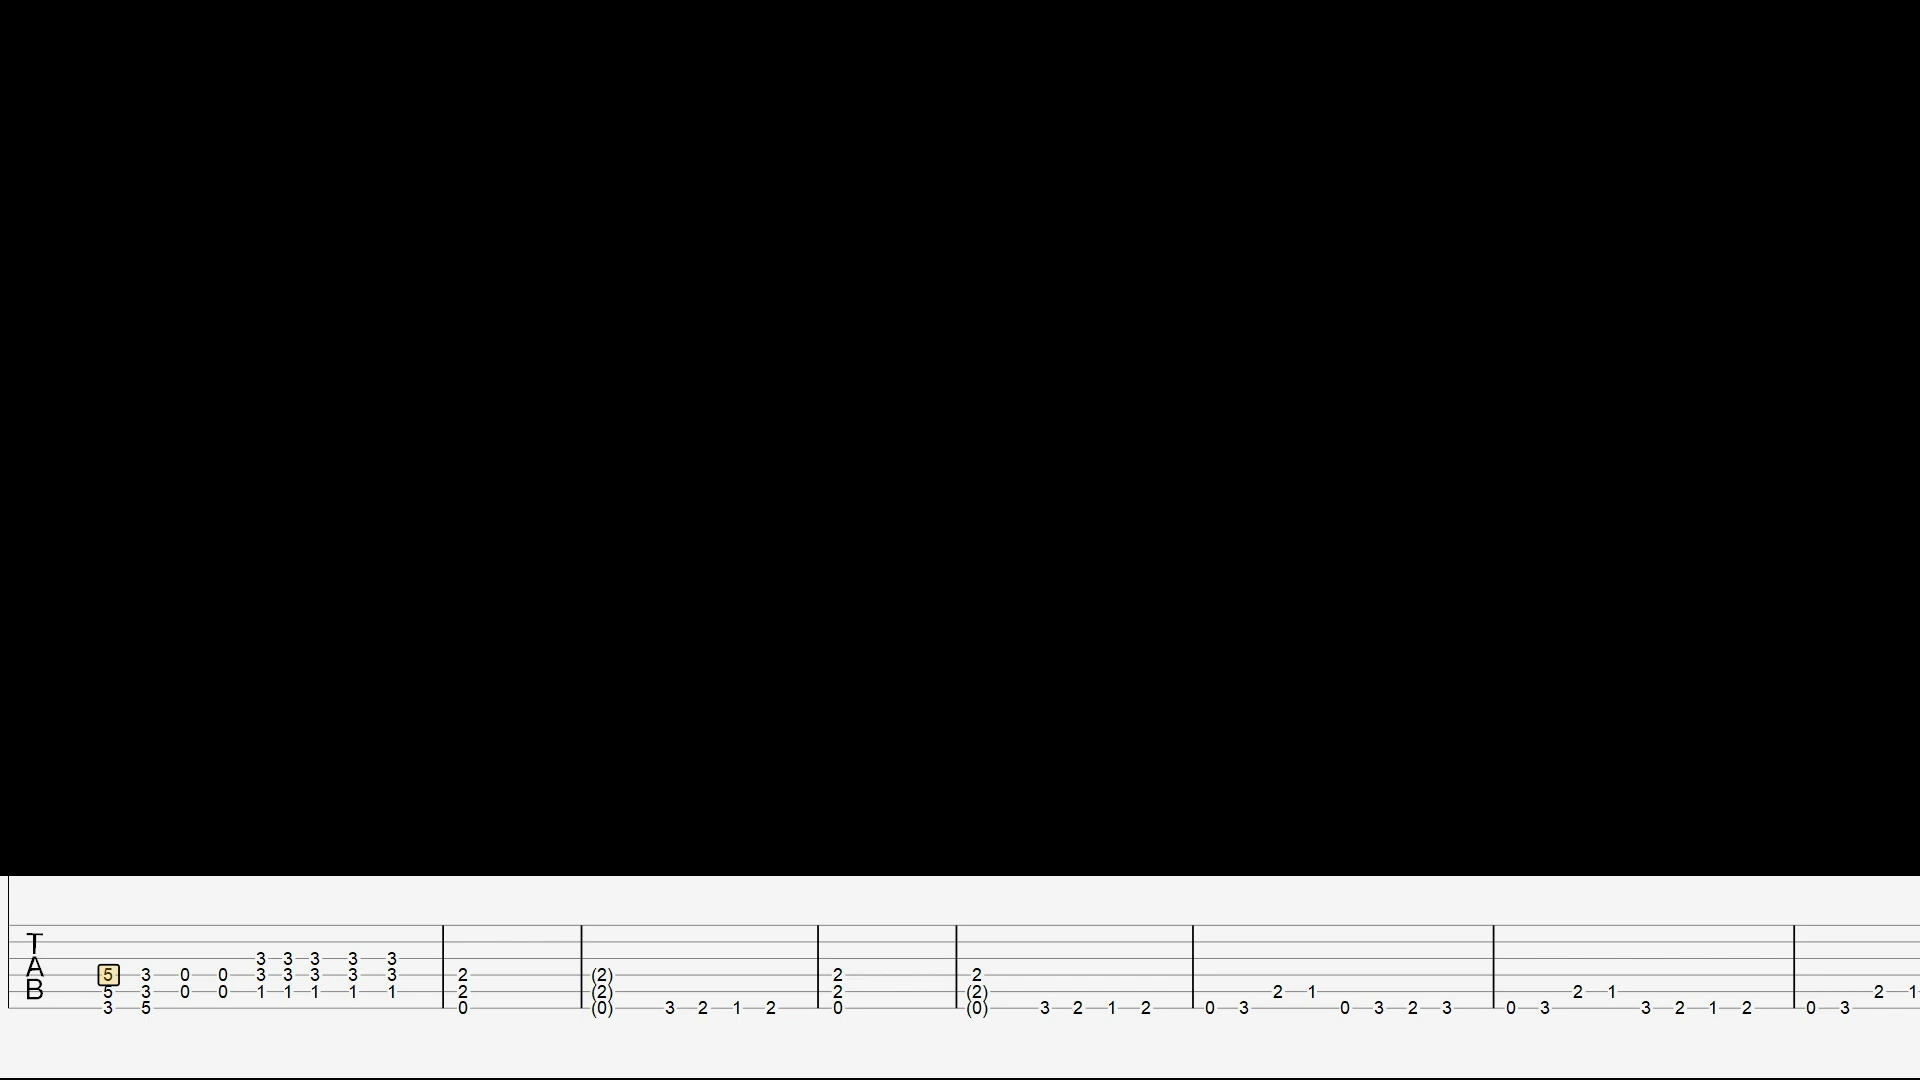 T
3 3 3 3 3
A 5 3 0 0 3 3 3 3 3 2 (2) 2 2
B 5 3 0 0 1 1 1 1 1 2 (2) 2 (2) 2 1 2 1 2 1
3 5 0 (0) 3 2 1 2 0 (0) 3 2 1 2 0 3 0 3 2 3 0 3 3 2 1 2 0 3